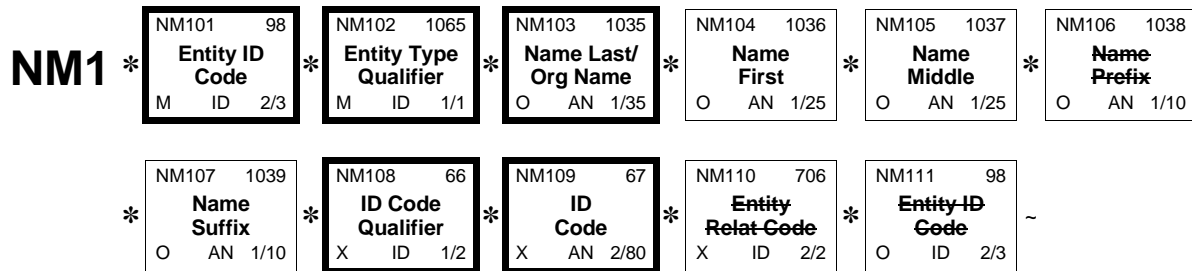 NM101 98 NM102 1065 NM103 1035 NM104 1036 NM105 1037 NM106 1038
NM1 * Entity ID Code * Entity Type Qualifier * Name Last/ Org Name * Name First * Name Middle * Name Prefix
M ID 2/3 M ID 1/1 O AN 1/35 O AN 1/25 O AN 1/25 O AN 1/10
NM107 1039 NM108 66 NM109 67 NM110 706 NM111 98
* Name Suffix * ID Code Qualifier * ID Code * Entity Relat Code * Entity ID Code ~
O AN 1/10 X ID 1/2 X AN 2/80 X ID 2/2 O ID 2/3